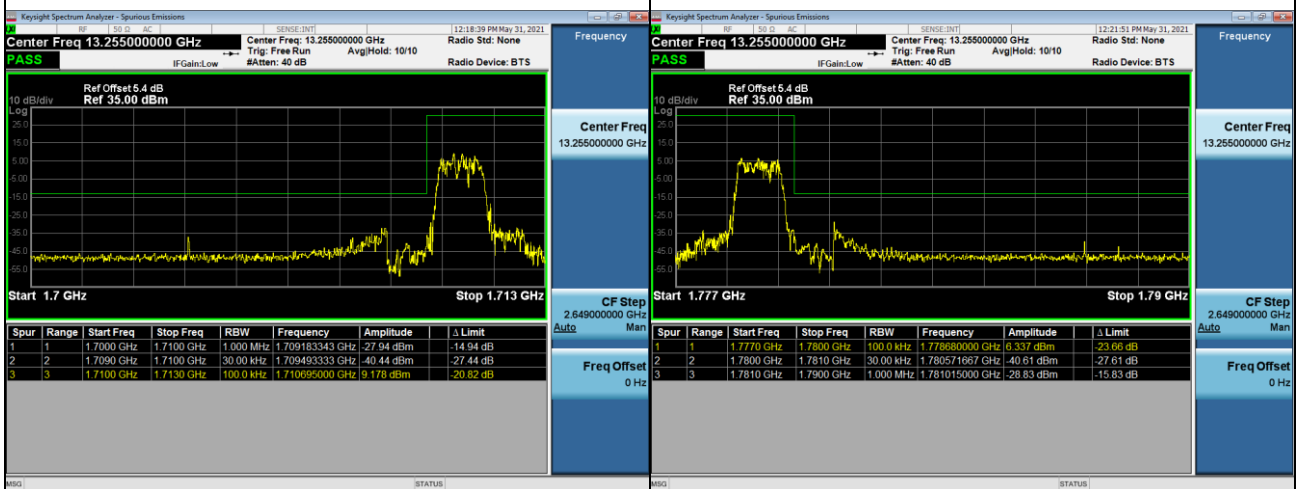 Keysight Spectrum Analyzer - Spurious Emissions
RF 50 Ω AC SENSE:INT 12:18:39 PM May 31, 2021
Center Freq 13.255000000 GHz Center Freq: 13.255000000 GHz Radio Std: None
Trig: Free Run Avg|Hold: 10/10
PASS IFGain:Low #Atten: 40 dB Radio Device: BTS
Ref Offset 5.4 dB
10 dB/div Ref 35.00 dBm
Log
25.0
15.0
5.00
-5.00
-15.0
-25.0
-35.0
-45.0
-55.0
Start 1.7 GHz Stop 1.713 GHz
Spur Range Start Freq Stop Freq RBW Frequency Amplitude Δ Limit
1 1 1.7000 GHz 1.7100 GHz 1.000 MHz 1.709183343 GHz -27.94 dBm -14.94 dB
2 2 1.7090 GHz 1.7100 GHz 30.00 kHz 1.709493333 GHz -40.44 dBm -27.44 dB
3 3 1.7100 GHz 1.7130 GHz 100.0 kHz 1.710695000 GHz 9.178 dBm -20.82 dB
Frequency
Center Freq
13.255000000 GHz
CF Step
2.649000000 GHz
Auto Man
Freq Offset
0 Hz
MSG STATUS
Keysight Spectrum Analyzer - Spurious Emissions
RF 50 Ω AC SENSE:INT 12:21:51 PM May 31, 2021
Center Freq 13.255000000 GHz Center Freq: 13.255000000 GHz Radio Std: None
Trig: Free Run Avg|Hold: 10/10
PASS IFGain:Low #Atten: 40 dB Radio Device: BTS
Ref Offset 5.4 dB
10 dB/div Ref 35.00 dBm
Log
25.0
15.0
5.00
-5.00
-15.0
-25.0
-35.0
-45.0
-55.0
Start 1.777 GHz Stop 1.79 GHz
Spur Range Start Freq Stop Freq RBW Frequency Amplitude Δ Limit
1 1 1.7770 GHz 1.7800 GHz 100.0 kHz 1.778680000 GHz 6.337 dBm -23.66 dB
2 2 1.7800 GHz 1.7810 GHz 30.00 kHz 1.780571667 GHz -40.61 dBm -27.61 dB
3 3 1.7810 GHz 1.7900 GHz 1.000 MHz 1.781015000 GHz -28.83 dBm -15.83 dB
Frequency
Center Freq
13.255000000 GHz
CF Step
2.649000000 GHz
Auto Man
Freq Offset
0 Hz
MSG STATUS